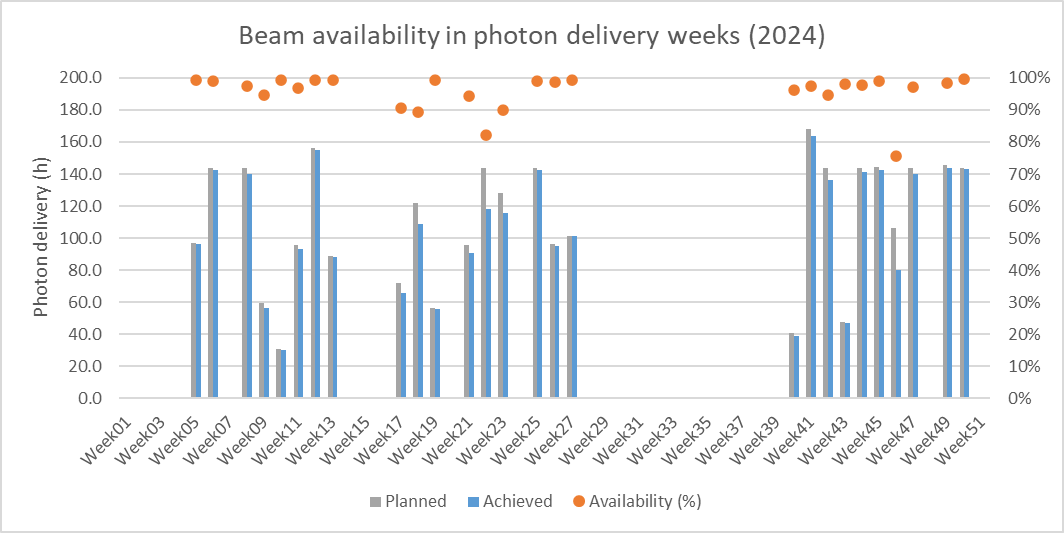 Beam availability in photon delivery weeks (2024)
Photon delivery (h)
200.0
180.0
160.0
140.0
120.0
100.0
80.0
60.0
40.0
20.0
0.0
100%
90%
80%
70%
60%
50%
40%
30%
20%
10%
0%
Week01
Week03
Week05
Week07
Week09
Week11
Week13
Week15
Week17
Week19
Week21
Week23
Week25
Week27
Week29
Week31
Week33
Week35
Week37
Week39
Week41
Week43
Week45
Week47
Week49
Week51
Planned Achieved Availability (%)